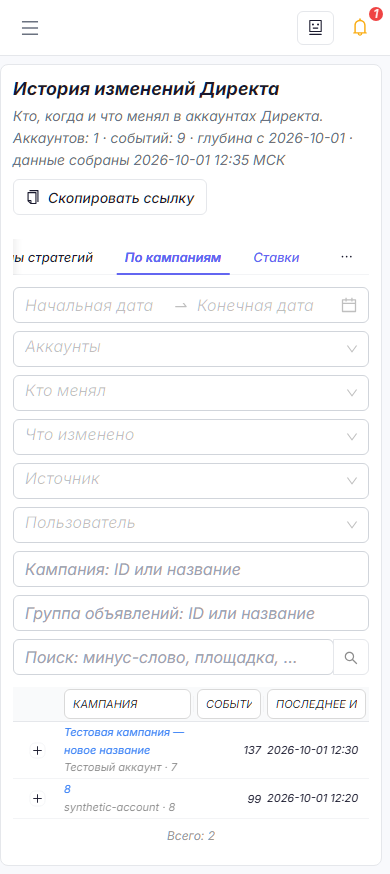 1
История изменений Директа
Кто, когда и что менял в аккаунтах Директа.
Аккаунтов: 1 · событий: 9 · глубина с 2026-10-01 ·
данные собраны 2026-10-01 12:35 МСК
Скопировать ссылку
ы стратегий По кампаниям Ставки ...
Начальная дата → Конечная дата
Аккаунты
Кто менял
Что изменено
Источник
Пользователь
Кампания: ID или название
Группа объявлений: ID или название
Поиск: минус-слово, площадка, ...
КАМПАНИЯ СОБЫТИ ПОСЛЕДНЕЕ И
Тестовая кампания —
новое название
+ 137 2026-10-01 12:30
Тестовый аккаунт · 7
8
+ 99 2026-10-01 12:20
synthetic-account · 8
Всего: 2